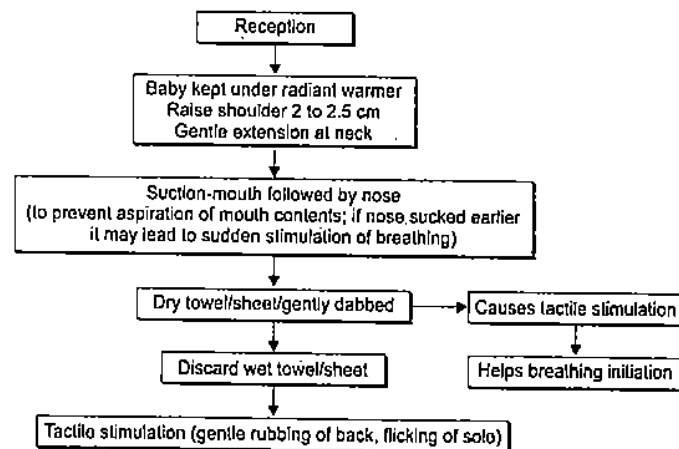 Reception
Baby kept under radiant warmer
Raise shoulder 2 to 2.5 cm
Gentle extension at neck
Suction-mouth followed by nose
(to prevent aspiration of mouth contents; if nose sucked earlier
it may lead to sudden stimulation of breathing)
Dry towel/sheet/gently dabbed
Causes tactile stimulation
Discard wet towel/sheet
Helps breathing initiation
Tactile stimulation (gentle rubbing of back, flicking of sole)